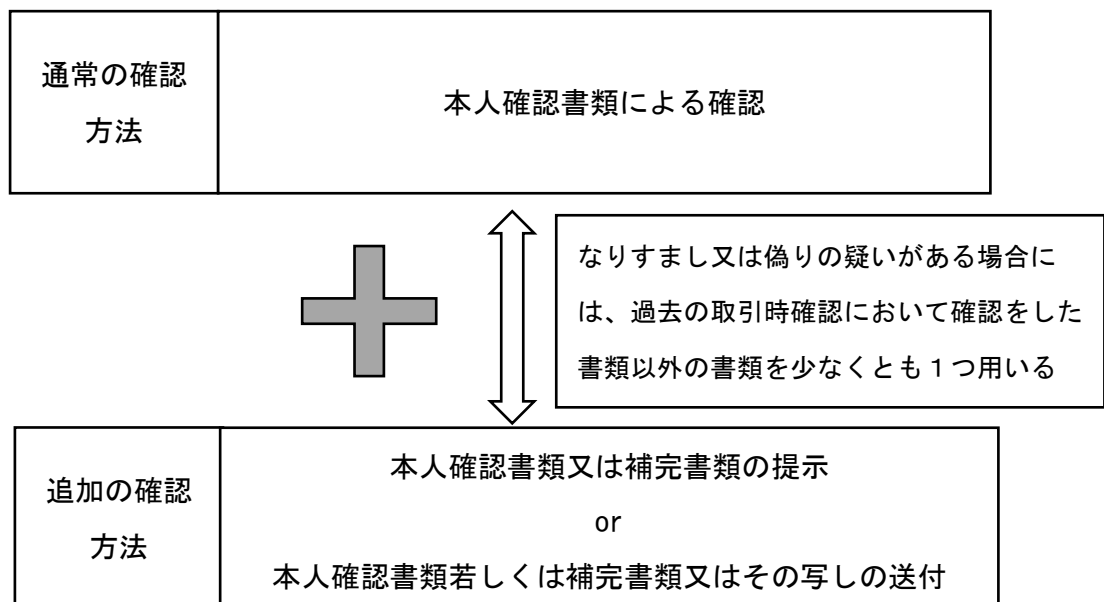 通常の確認
方法
本人確認書類による確認
なりすまし又は偽りの疑いがある場合に
は、過去の取引時確認において確認をした
書類以外の書類を少なくとも１つ用いる
追加の確認
方法
本人確認書類又は補完書類の提示
or
本人確認書類若しくは補完書類又はその写しの送付